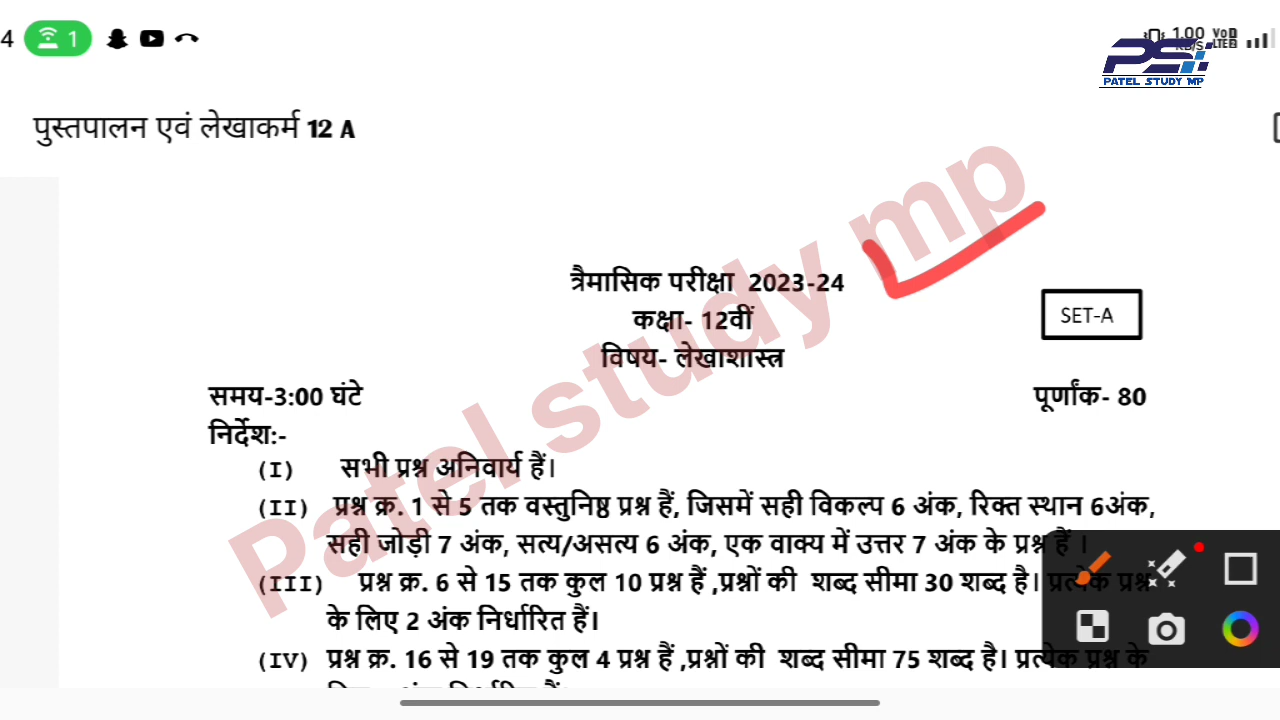 4 1 1.00 KB/S VoD LTE2
PATEL STUDY MP
पुस्तपालन एवं लेखाकर्म 12 A
Patel study mp
त्रैमासिक परीक्षा 2023-24
कक्षा- 12वीं
SET-A
विषय- लेखाशास्त्र
समय-3:00 घंटे पूर्णांक- 80
निर्देश:-
(I) सभी प्रश्न अनिवार्य हैं।
(II) प्रश्न क्र. 1 से 5 तक वस्तुनिष्ठ प्रश्न हैं, जिसमें सही विकल्प 6 अंक, रिक्त स्थान 6अंक,
सही जोड़ी 7 अंक, सत्य/असत्य 6 अंक, एक वाक्य में उत्तर 7 अंक के प्रश्न हैं ।
(III) प्रश्न क्र. 6 से 15 तक कुल 10 प्रश्न हैं ,प्रश्नों की शब्द सीमा 30 शब्द है। प्रत्येक प्रश्न
के लिए 2 अंक निर्धारित हैं।
(IV) प्रश्न क्र. 16 से 19 तक कुल 4 प्रश्न हैं ,प्रश्नों की शब्द सीमा 75 शब्द है। प्रत्येक प्रश्न के